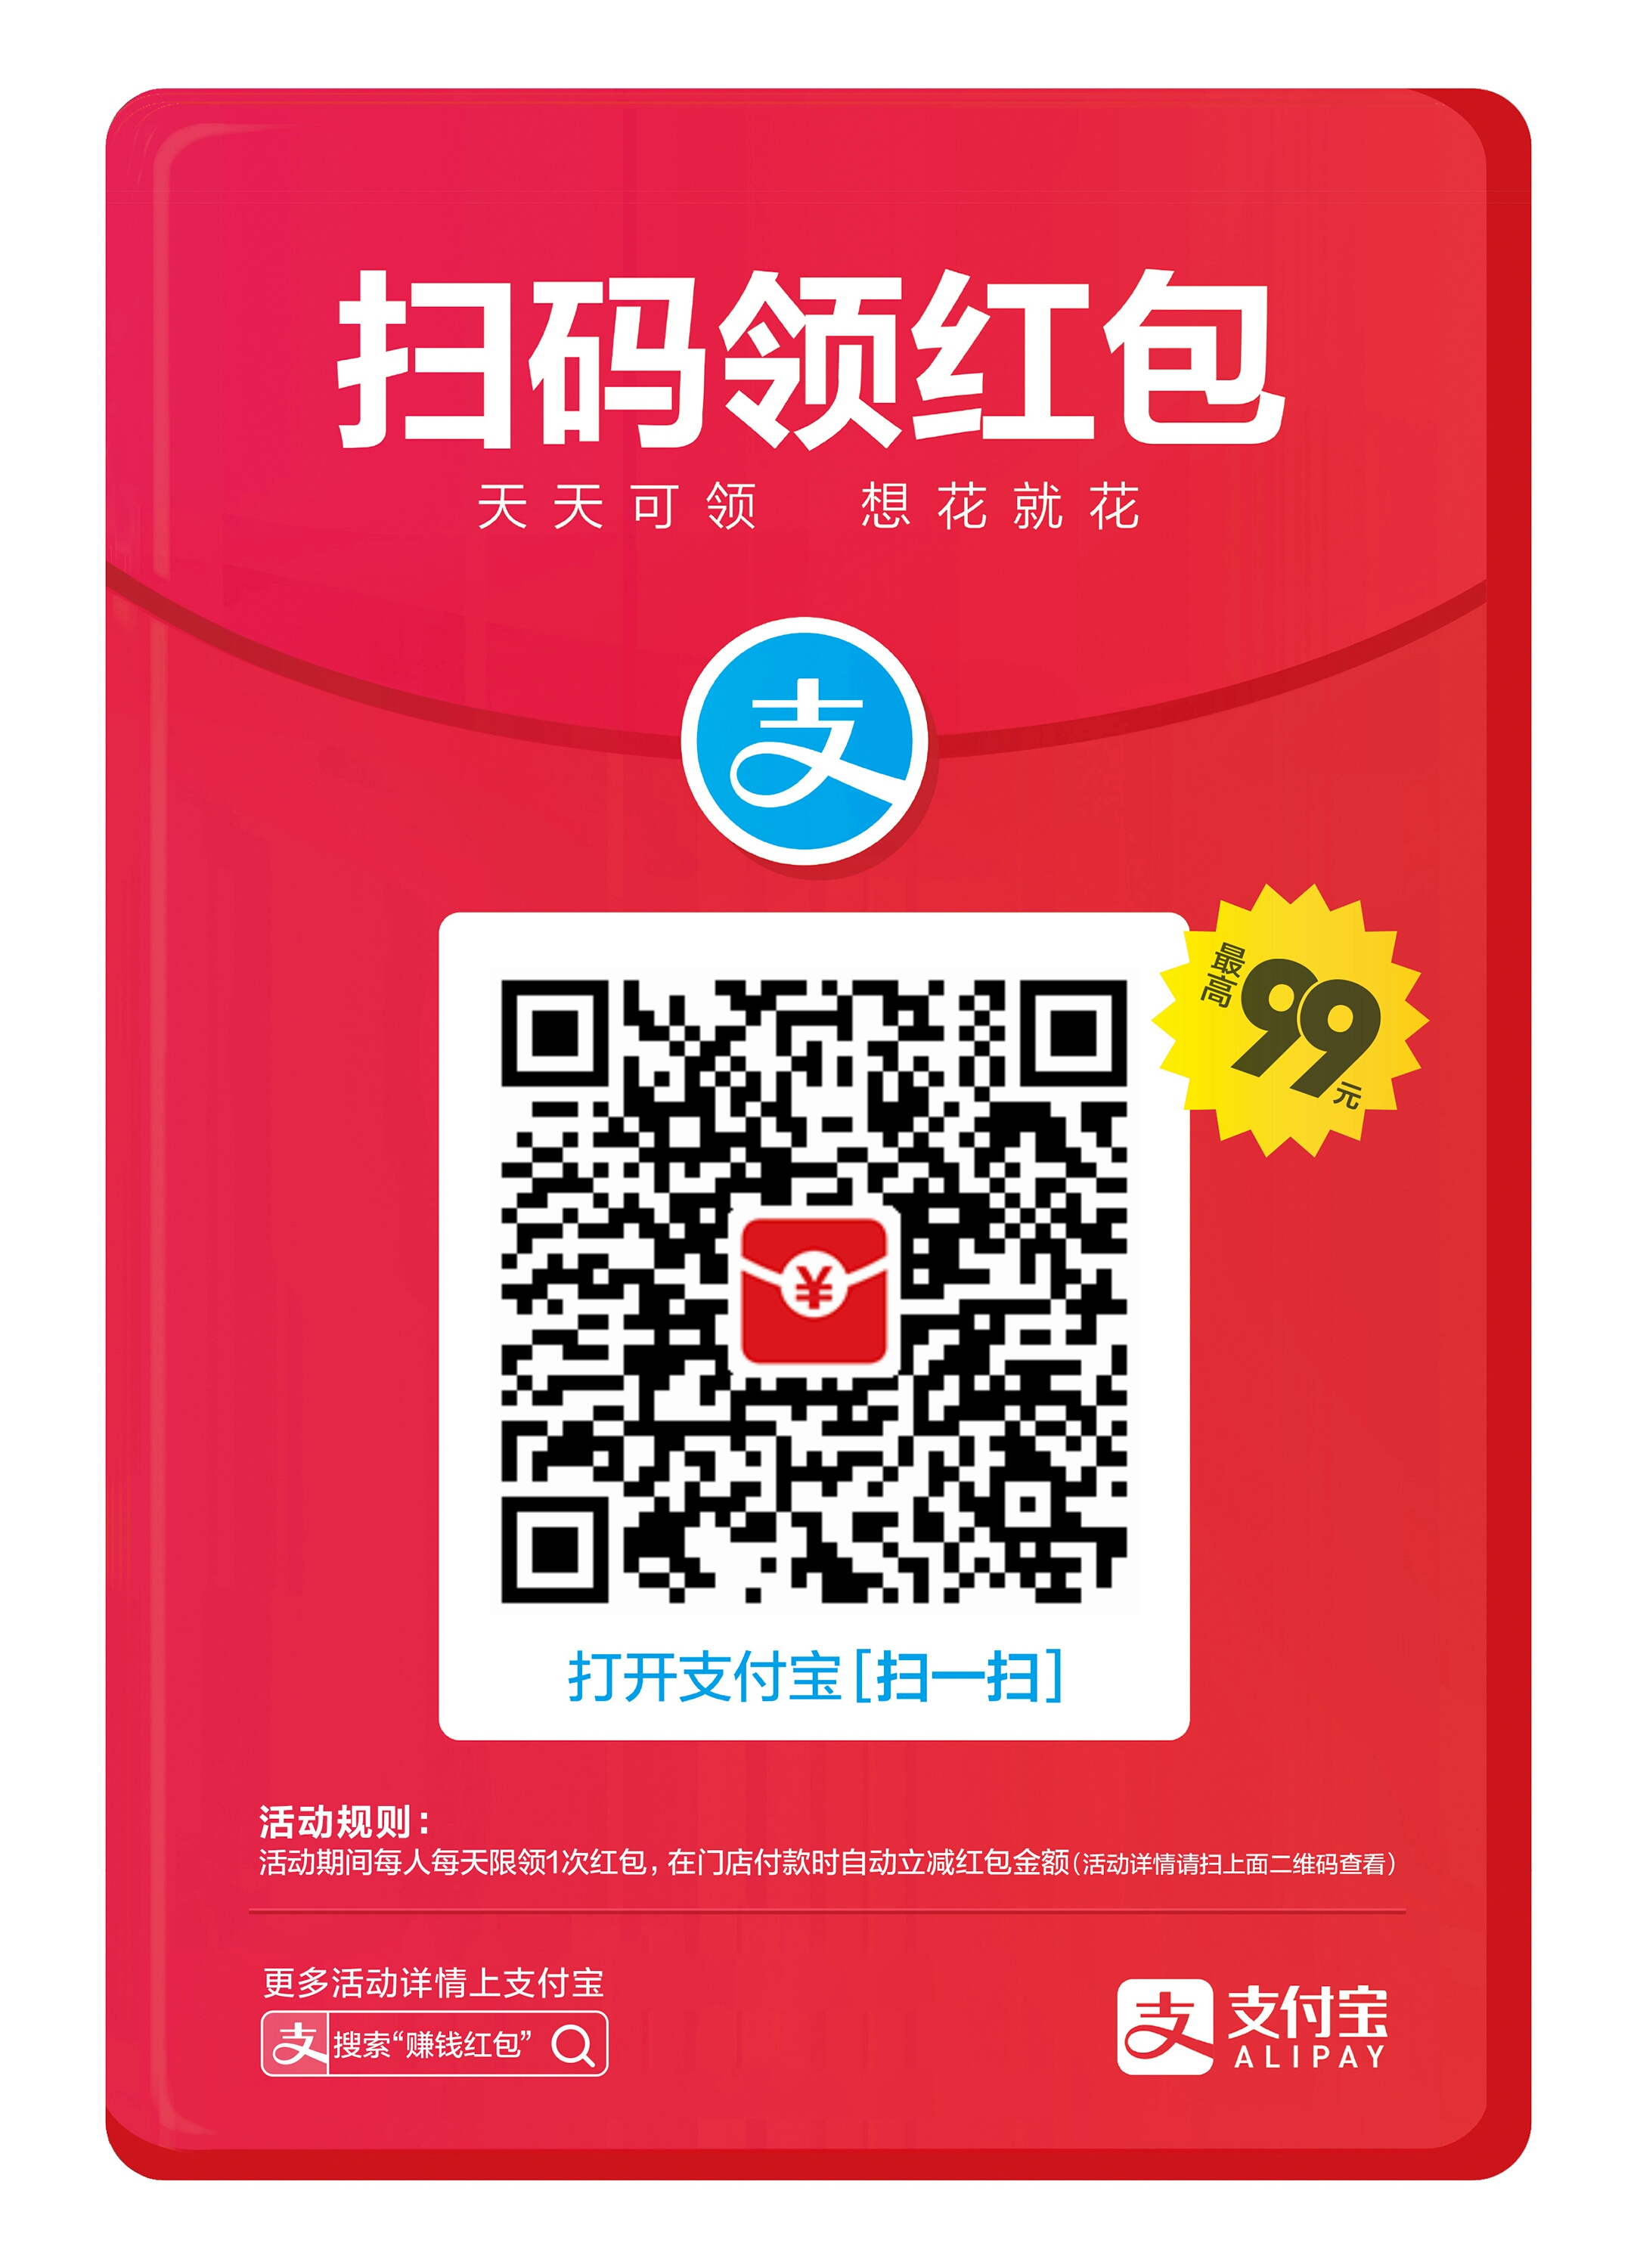 扫码领红包
天天可领 想花就花
支
最高99元
¥
打开支付宝[扫一扫]
活动规则：
活动期间每人每天限领1次红包，在门店付款时自动立减红包金额（活动详情请扫上面二维码查看）
更多活动详情上支付宝
支 搜索“赚钱红包”
支 支付宝
ALIPAY